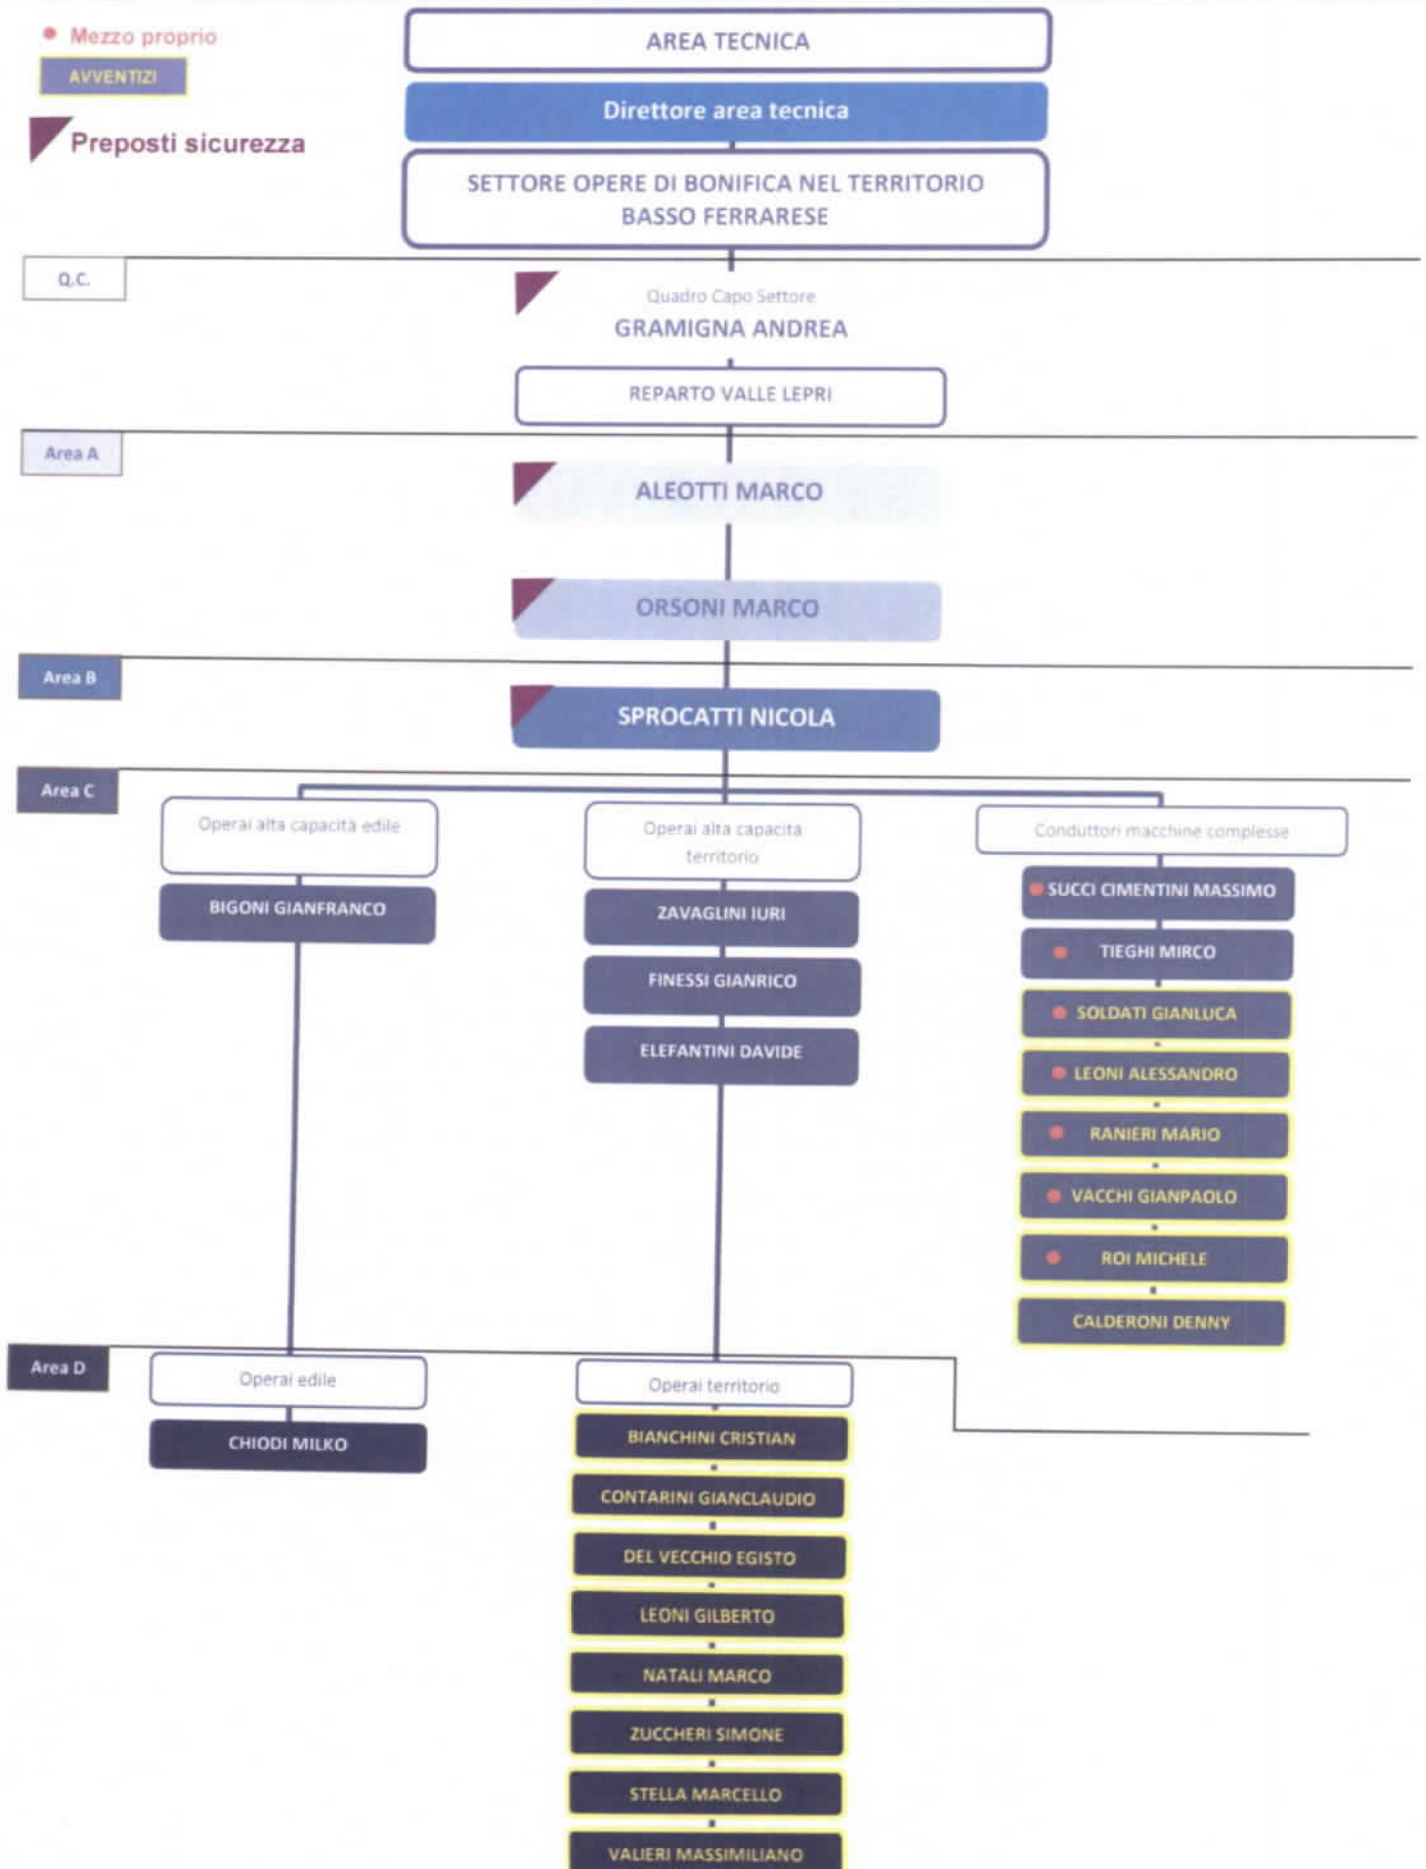 Mezzo proprio
AVVENTIZI
Preposti sicurezza
AREA TECNICA
Direttore area tecnica
SETTORE OPERE DI BONIFICA NEL TERRITORIO
BASSO FERRARESE
Q.C.
Quadro Capo Settore
GRAMIGNA ANDREA
REPARTO VALLE LEPRI
Area A
ALEOTTI MARCO
ORSONI MARCO
Area B
SPROCATTI NICOLA
Area C
Operai alta capacità edile
BIGONI GIANFRANCO
Operai alta capacità
territorio
ZAVAGLINI IURI
FINESSI GIANRICO
ELEFANTINI DAVIDE
Conduttori macchine complesse
SUCCI CIMENTINI MASSIMO
TIEGHI MIRCO
SOLDATI GIANLUCA
LEONI ALESSANDRO
RANIERI MARIO
VACCHI GIANPAOLO
ROI MICHELE
CALDERONI DENNY
Area D
Operai edile
CHIODI MILKO
Operai territorio
BIANCHINI CRISTIAN
CONTARINI GIANCLAUDIO
DEL VECCHIO EGISTO
LEONI GILBERTO
NATALI MARCO
ZUCCHERI SIMONE
STELLA MARCELLO
VALIERI MASSIMILIANO